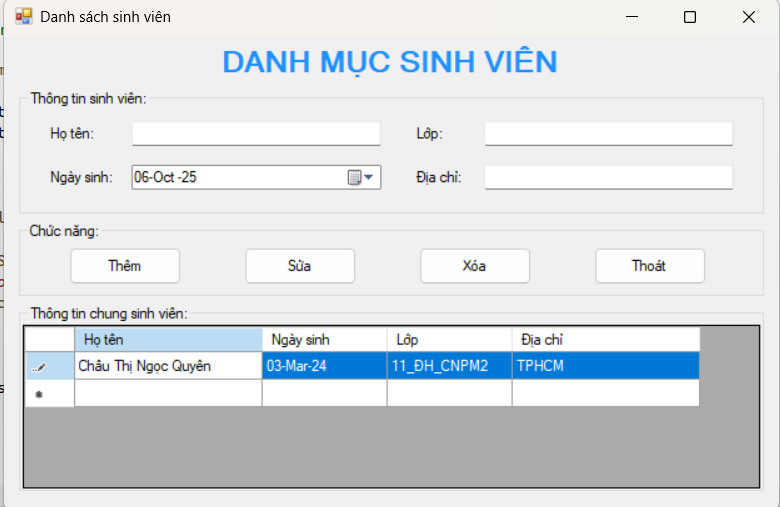 Danh sách sinh viên
DANH MỤC SINH VIÊN
Thông tin sinh viên:
Họ tên:
Lớp:
Ngày sinh: 06-Oct -25
Địa chỉ:
Chức năng:
Thêm Sửa Xóa Thoát
Thông tin chung sinh viên:
Họ tên Ngày sinh Lớp Địa chỉ
Châu Thị Ngọc Quyên 03-Mar-24 11_ĐH_CNPM2 TPHCM